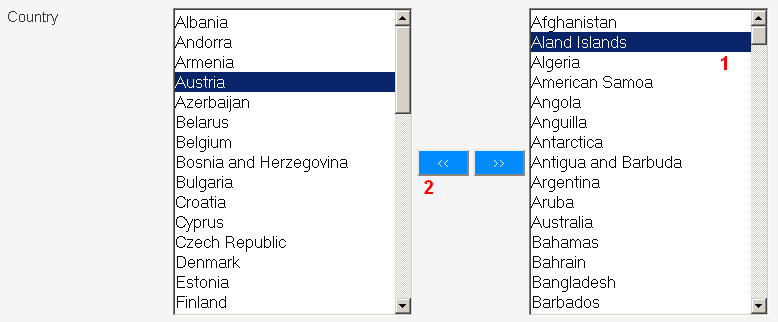 Country
Albania
Andorra
Armenia
Austria
Azerbaijan
Belarus
Belgium
Bosnia and Herzegovina
Bulgaria
Croatia
Cyprus
Czech Republic
Denmark
Estonia
Finland
<<
>>
2
Afghanistan
Aland Islands
Algeria
1
American Samoa
Angola
Anguilla
Antarctica
Antigua and Barbuda
Argentina
Aruba
Australia
Bahamas
Bahrain
Bangladesh
Barbados